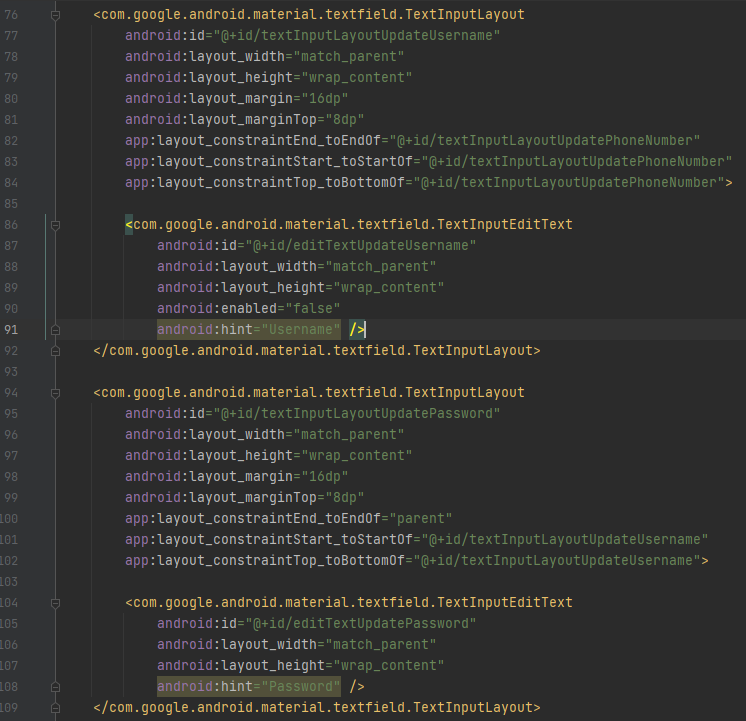 76 <com.google.android.material.textfield.TextInputLayout
77 android:id="@+id/textInputLayoutUpdateUsername"
78 android:layout_width="match_parent"
79 android:layout_height="wrap_content"
80 android:layout_margin="16dp"
81 android:layout_marginTop="8dp"
82 app:layout_constraintEnd_toEndOf="@+id/textInputLayoutUpdatePhoneNumber"
83 app:layout_constraintStart_toStartOf="@+id/textInputLayoutUpdatePhoneNumber"
84 app:layout_constraintTop_toBottomOf="@+id/textInputLayoutUpdatePhoneNumber">
85
86 <com.google.android.material.textfield.TextInputEditText
87 android:id="@+id/editTextUpdateUsername"
88 android:layout_width="match_parent"
89 android:layout_height="wrap_content"
90 android:enabled="false"
91 android:hint="Username" />
92 </com.google.android.material.textfield.TextInputLayout>
93
94 <com.google.android.material.textfield.TextInputLayout
95 android:id="@+id/textInputLayoutUpdatePassword"
96 android:layout_width="match_parent"
97 android:layout_height="wrap_content"
98 android:layout_margin="16dp"
99 android:layout_marginTop="8dp"
100 app:layout_constraintEnd_toEndOf="parent"
101 app:layout_constraintStart_toStartOf="@+id/textInputLayoutUpdateUsername"
102 app:layout_constraintTop_toBottomOf="@+id/textInputLayoutUpdateUsername">
103
104 <com.google.android.material.textfield.TextInputEditText
105 android:id="@+id/editTextUpdatePassword"
106 android:layout_width="match_parent"
107 android:layout_height="wrap_content"
108 android:hint="Password" />
109 </com.google.android.material.textfield.TextInputLayout>